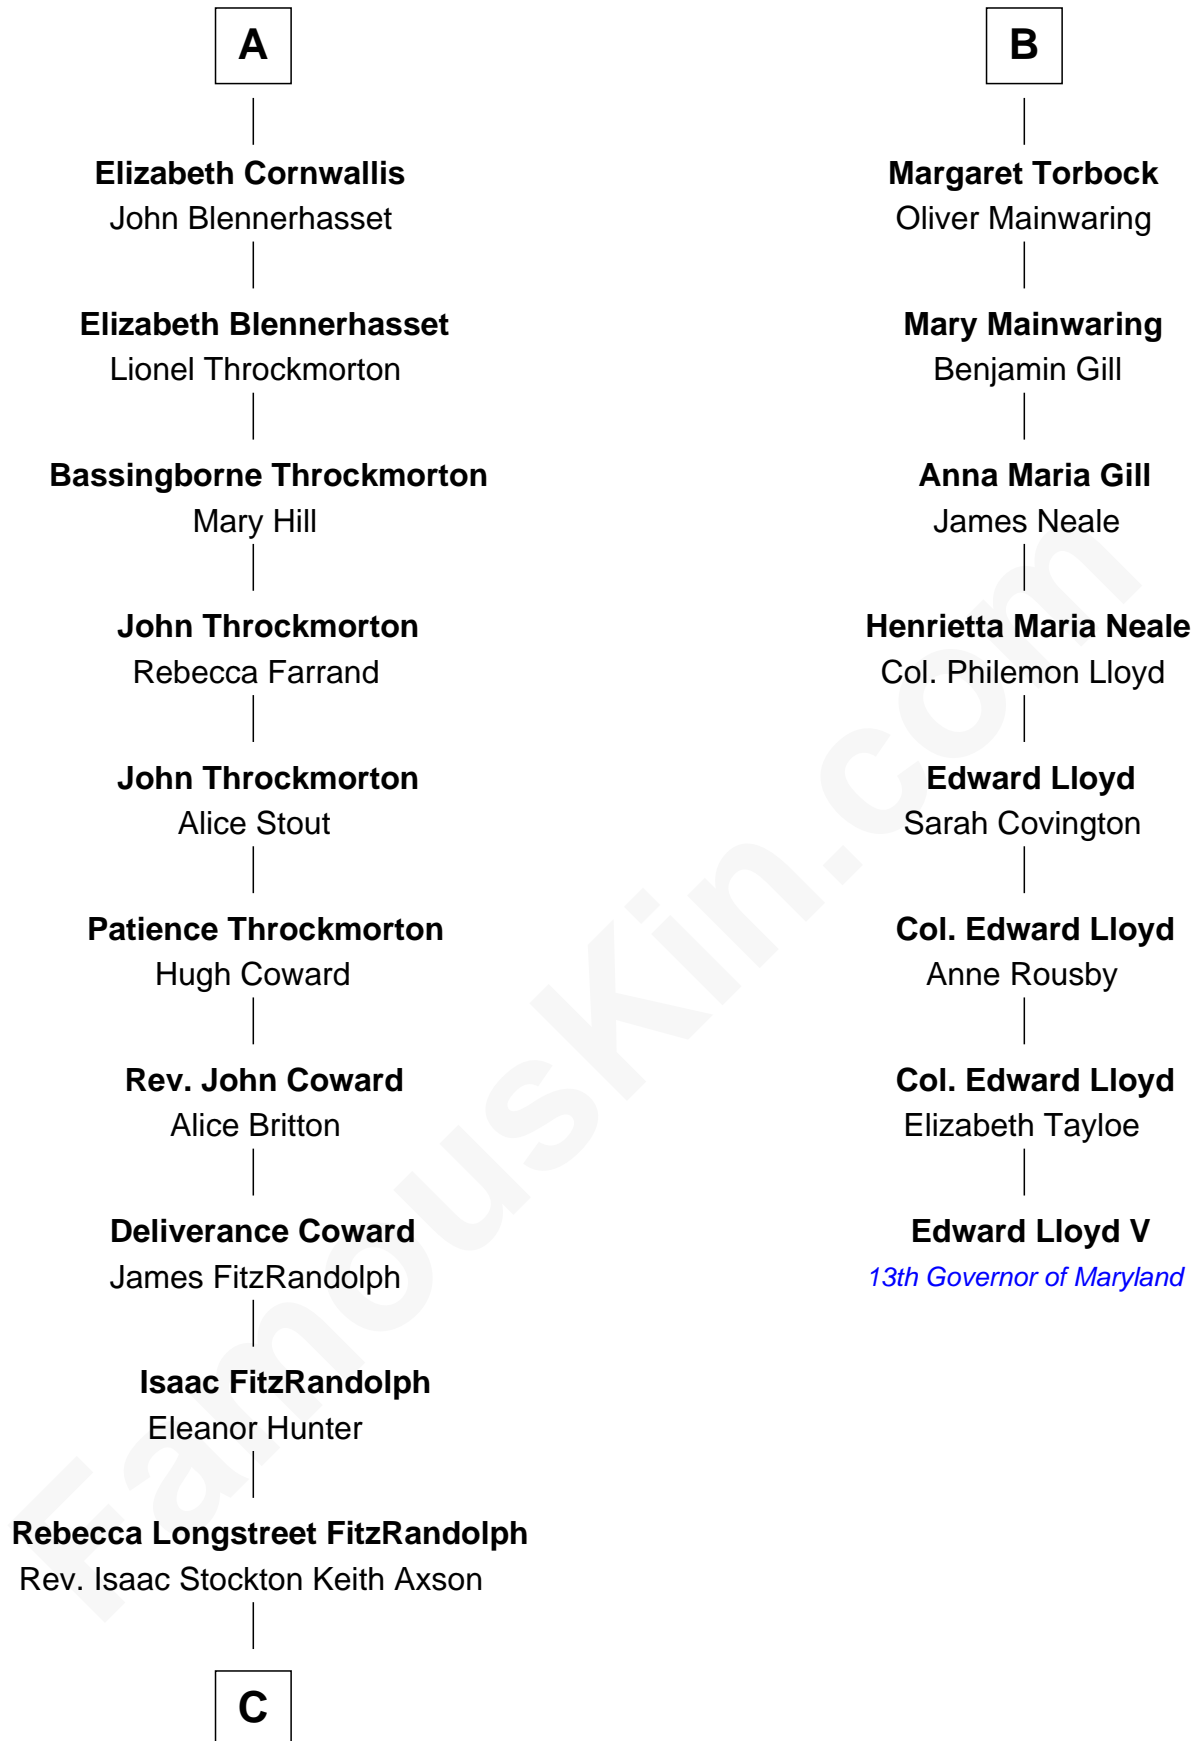 A
Elizabeth Cornwallis
John Blennerhasset
Elizabeth Blennerhasset
Lionel Throckmorton
Bassingborne Throckmorton
Mary Hill
John Throckmorton
Rebecca Farrand
John Throckmorton
Alice Stout
Patience Throckmorton
Hugh Coward
Rev. John Coward
Alice Britton
Deliverance Coward
James FitzRandolph
Isaac FitzRandolph
Eleanor Hunter
Rebecca Longstreet FitzRandolph
Rev. Isaac Stockton Keith Axson
C
B
Margaret Torbock
Oliver Mainwaring
Mary Mainwaring
Benjamin Gill
Anna Maria Gill
James Neale
Henrietta Maria Neale
Col. Philemon Lloyd
Edward Lloyd
Sarah Covington
Col. Edward Lloyd
Anne Rousby
Col. Edward Lloyd
Elizabeth Tayloe
Edward Lloyd V
13th Governor of Maryland
FamousKin.com